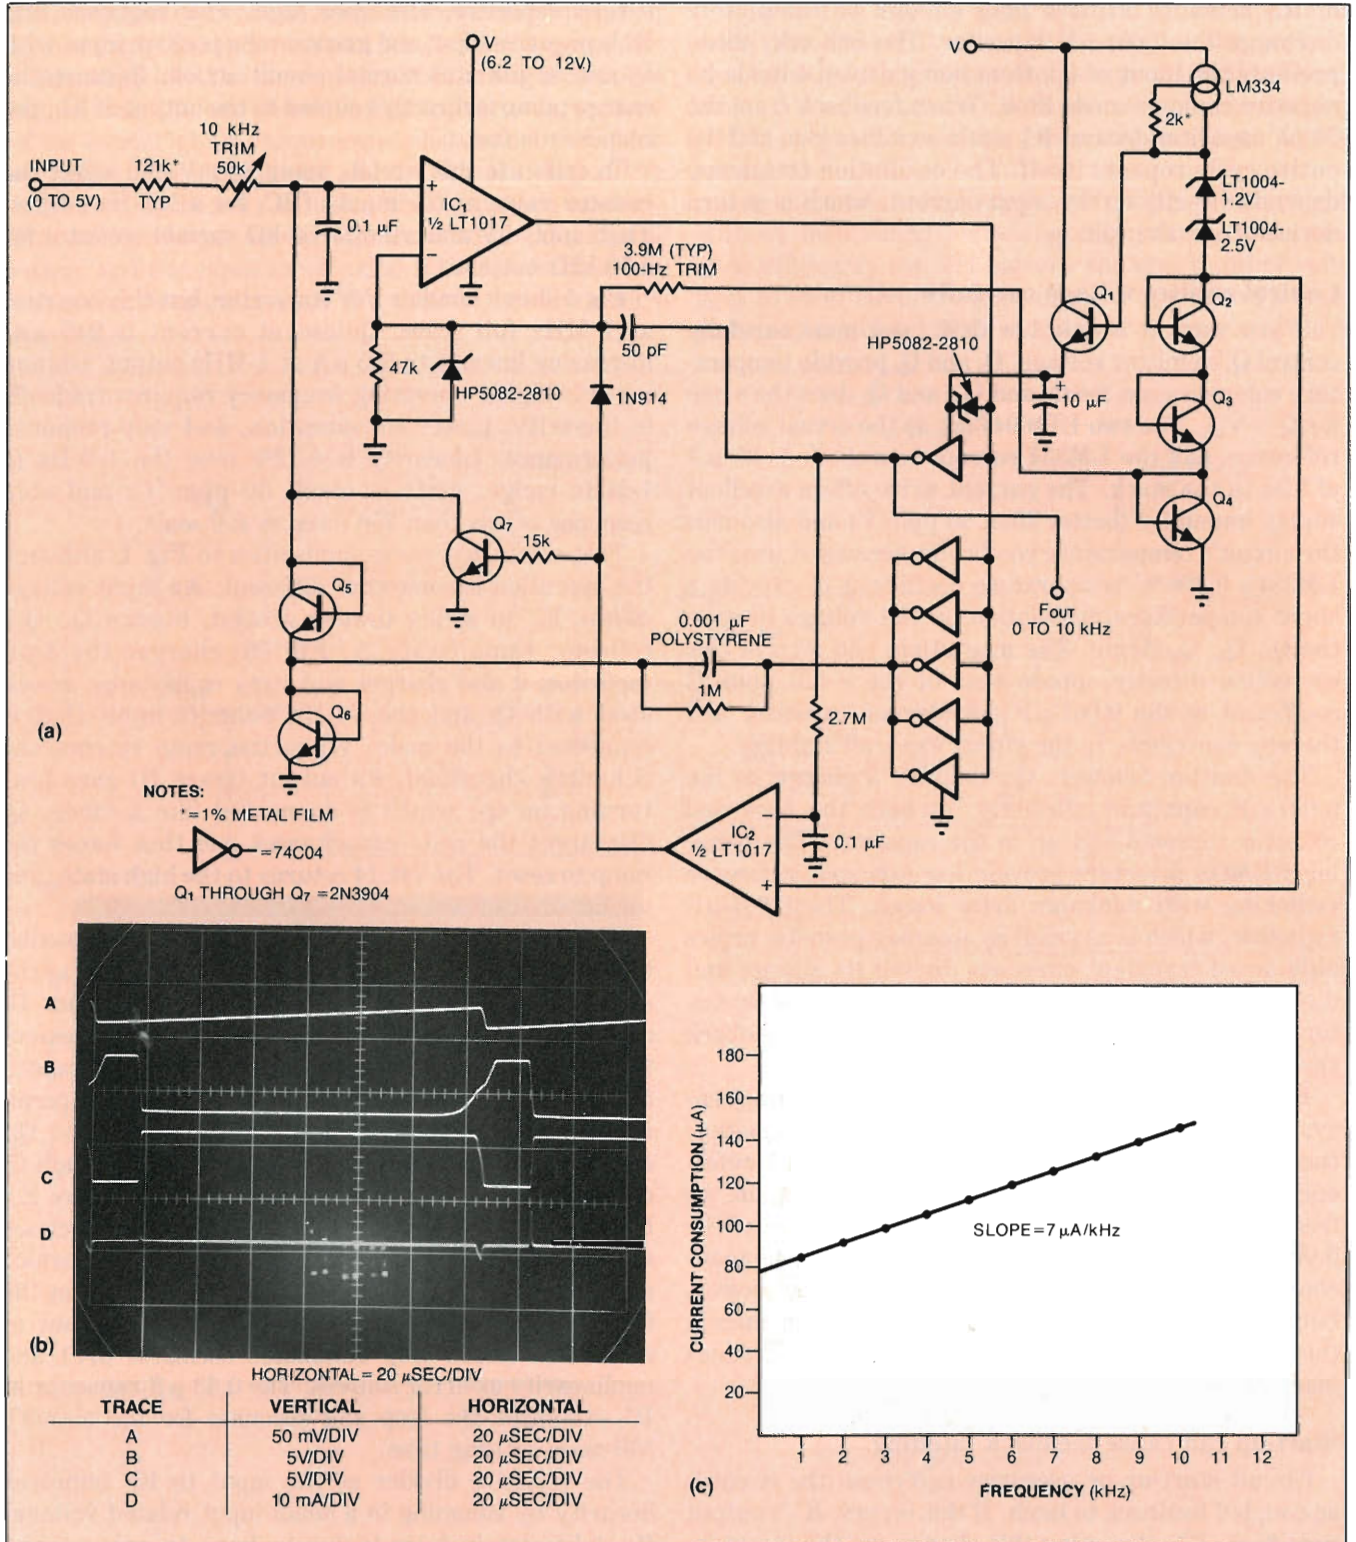 V
(6.2 TO 12V)
10 kHz
TRIM
50k
INPUT
(0 TO 5V)
121k*
TYP
0.1 µF
+
IC1
½ LT1017
−
3.9M (TYP)
100-Hz TRIM
50 pF
47k
HP5082-2810
1N914
V
LM334
2k*
LT1004-
1.2V
LT1004-
2.5V
Q1
Q2
HP5082-2810
+
10 µF
Q3
Q4
Q7
15k
Q5
FOUT
0 TO 10 kHz
0.001 µF
POLYSTYRENE
1M
2.7M
Q6
(a)
NOTES:
*=1% METAL FILM
=74C04
Q1 THROUGH Q7 =2N3904
−
IC2
½ LT1017
+
0.1 µF
A
B
C
D
(b)
HORIZONTAL = 20 µSEC/DIV
TRACE VERTICAL HORIZONTAL
A 50 mV/DIV 20 µSEC/DIV
B 5V/DIV 20 µSEC/DIV
C 5V/DIV 20 µSEC/DIV
D 10 mA/DIV 20 µSEC/DIV
CURRENT CONSUMPTION (µA)
180
160
140
120
100
80
60
40
20
SLOPE=7 µA/kHz
1 2 3 4 5 6 7 8 9 10 11 12
(c)
FREQUENCY (kHz)